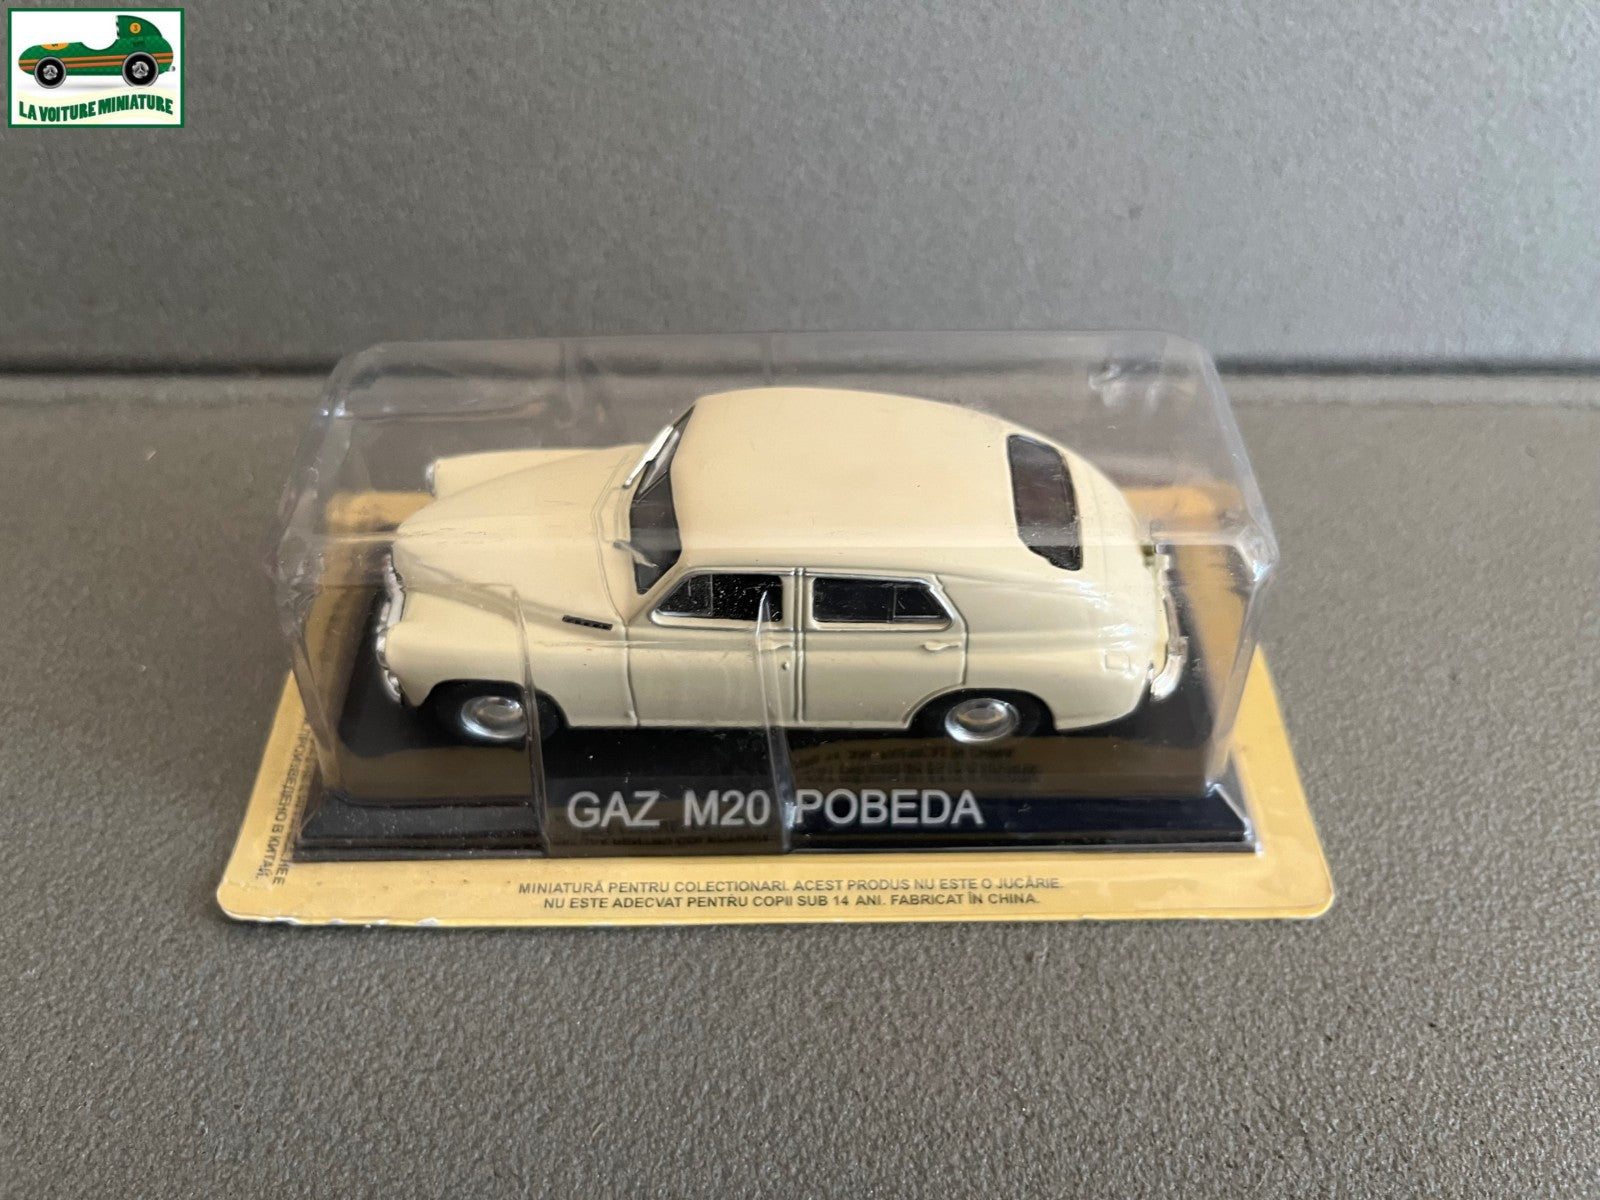 LA VOITURE MINIATURE
GAZ M20 POBEDA
MINIATURĂ PENTRU COLECȚIONARI. ACEST PRODUS NU ESTE O JUCĂRIE.
NU ESTE ADECVAT PENTRU COPII SUB 14 ANI. FABRICAT ÎN CHINA.